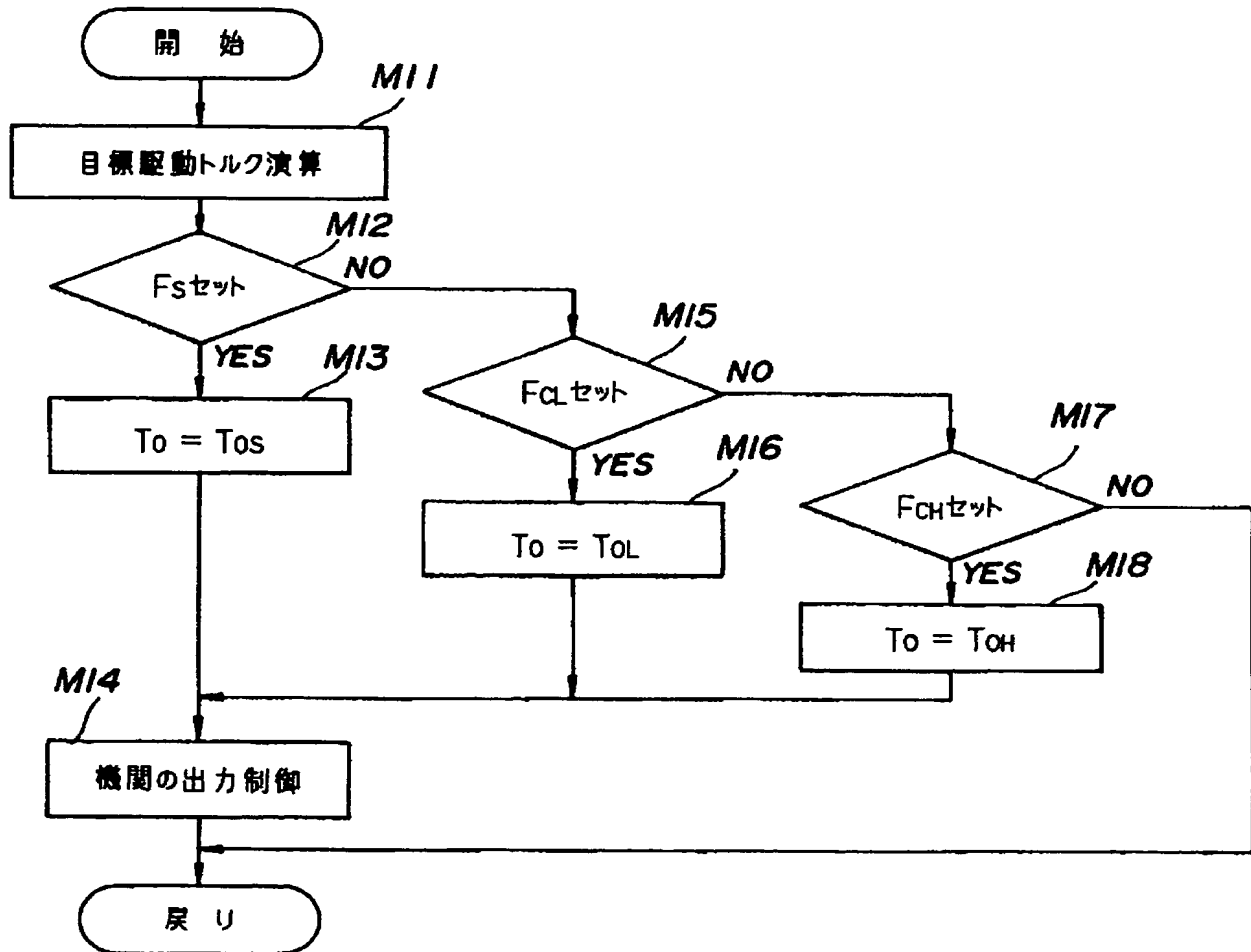 開始
M11
目標駆動トルク演算
M12
FSセット
NO
YES
M13
TO = TOS
M15
FCLセット
NO
YES
M16
TO = TOL
M17
FCHセット
NO
YES
M18
TO = TOH
M14
機関の出力制御
戻り